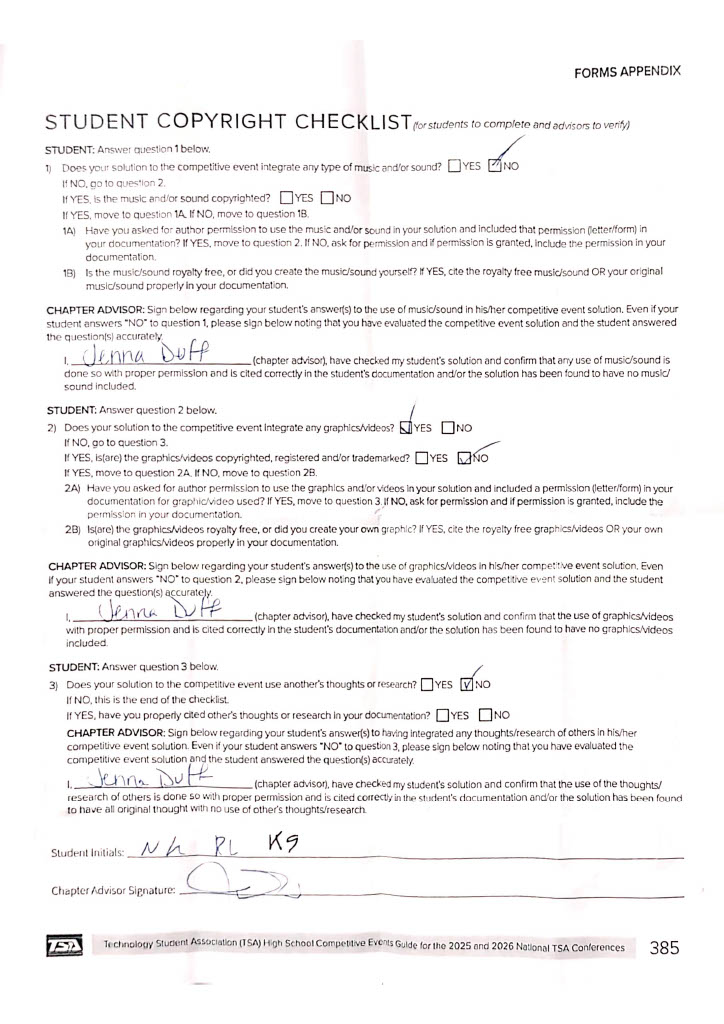 FORMS APPENDIX
STUDENT COPYRIGHT CHECKLIST (for students to complete and advisors to verify)
STUDENT: Answer question 1 below.
1) Does your solution to the competitive event integrate any type of music and/or sound? ☐YES ☑NO
If NO, go to question 2.
If YES, is the music and/or sound copyrighted? ☐YES ☐NO
If YES, move to question 1A. If NO, move to question 1B.
1A) Have you asked for author permission to use the music and/or sound in your solution and included that permission (letter/form) in
your documentation? If YES, move to question 2. If NO, ask for permission and if permission is granted, include the permission in your
documentation.
1B) Is the music/sound royalty free, or did you create the music/sound yourself? If YES, cite the royalty free music/sound OR your original
music/sound properly in your documentation.
CHAPTER ADVISOR: Sign below regarding your student's answer(s) to the use of music/sound in his/her competitive event solution. Even if your
student answers "NO" to question 1, please sign below noting that you have evaluated the competitive event solution and the student answered
the question(s) accurately.
I, Jenna Duff (chapter advisor), have checked my student's solution and confirm that any use of music/sound is
done so with proper permission and is cited correctly in the student's documentation and/or the solution has been found to have no music/
sound included.
STUDENT: Answer question 2 below.
2) Does your solution to the competitive event integrate any graphics/videos? ☑YES ☐NO
If NO, go to question 3.
If YES, is(are) the graphics/videos copyrighted, registered and/or trademarked? ☐YES ☑NO
If YES, move to question 2A. If NO, move to question 2B.
2A) Have you asked for author permission to use the graphics and/or videos in your solution and included a permission (letter/form) in your
documentation for graphic/video used? If YES, move to question 3. If NO, ask for permission and if permission is granted, include the
permission in your documentation.
2B) Is(are) the graphics/videos royalty free, or did you create your own graphic? If YES, cite the royalty free graphics/videos OR your own
original graphics/videos properly in your documentation.
CHAPTER ADVISOR: Sign below regarding your student's answer(s) to the use of graphics/videos in his/her competitive event solution. Even
if your student answers "NO" to question 2, please sign below noting that you have evaluated the competitive event solution and the student
answered the question(s) accurately.
I, Jenna Duff (chapter advisor), have checked my student's solution and confirm that the use of graphics/videos
with proper permission and is cited correctly in the student's documentation and/or the solution has been found to have no graphics/videos
included.
STUDENT: Answer question 3 below.
3) Does your solution to the competitive event use another's thoughts or research? ☐YES ☑NO
If NO, this is the end of the checklist.
If YES, have you properly cited other's thoughts or research in your documentation? ☐YES ☐NO
CHAPTER ADVISOR: Sign below regarding your student's answer(s) to having integrated any thoughts/research of others in his/her
competitive event solution. Even if your student answers "NO" to question 3, please sign below noting that you have evaluated the
competitive event solution and the student answered the question(s) accurately.
I, Jenna Duff (chapter advisor), have checked my student's solution and confirm that the use of the thoughts/
research of others is done so with proper permission and is cited correctly in the student's documentation and/or the solution has been found
to have all original thought with no use of other's thoughts/research.
Student Initials: RL
Chapter Advisor Signature:
TSA Technology Student Association (TSA) High School Competitive Events Guide for the 2025 and 2026 National TSA Conferences 385